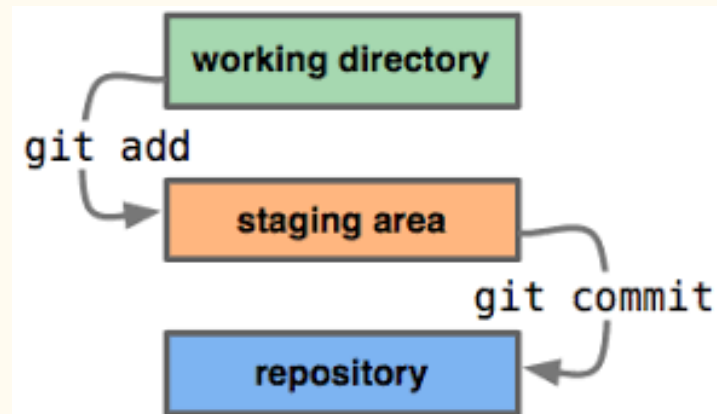 working directory
git add
staging area
git commit
repository